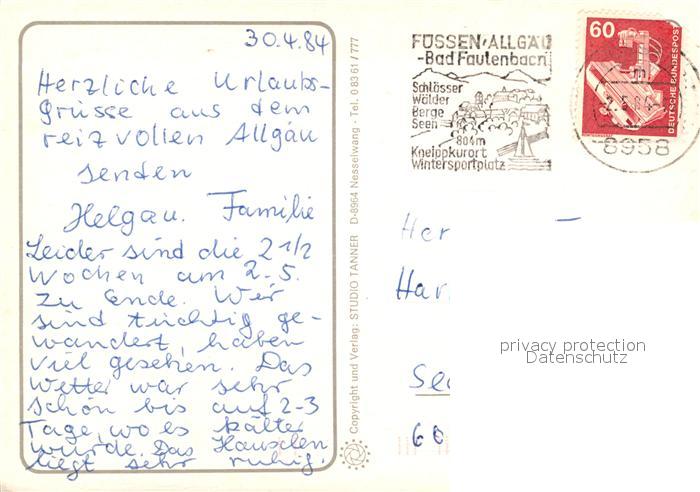 30.4.84
Herzliche Urlaubs-
grüsse aus dem
reizvollen Allgäu
senden
Helga u. Familie
Leider sind die 2 1/2
Wochen am 2.5.
zu Ende. Wir
sind tüchtig ge-
wandert, haben
viel gesehen. Das
Wetter war sehr
schön bis auf 2-3
Tage, wo es kälter
wurde. Das Häuschen
liegt sehr ruhig.
Copyright und Verlag: STUDIO TANNER D-8964 Nesselwang · Tel. 0 83 61 / 777
FÜSSEN/ALLGÄU
-Bad Faulenbach
Schlösser
Wälder
Berge
Seen
804m
Kneippkurort
Wintersportplatz
60
DEUTSCHE BUNDESPOST
8958
Her
Har
60
privacy protection
Datenschutz